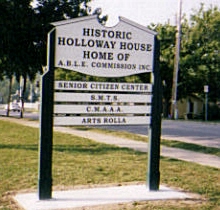 HISTORIC
HOLLOWAY HOUSE
HOME OF
A.B.L.E. COMMISSION INC.
SENIOR CITIZEN CENTER
S.M.T.S.
C.M.A.A.A.
ARTS ROLLA